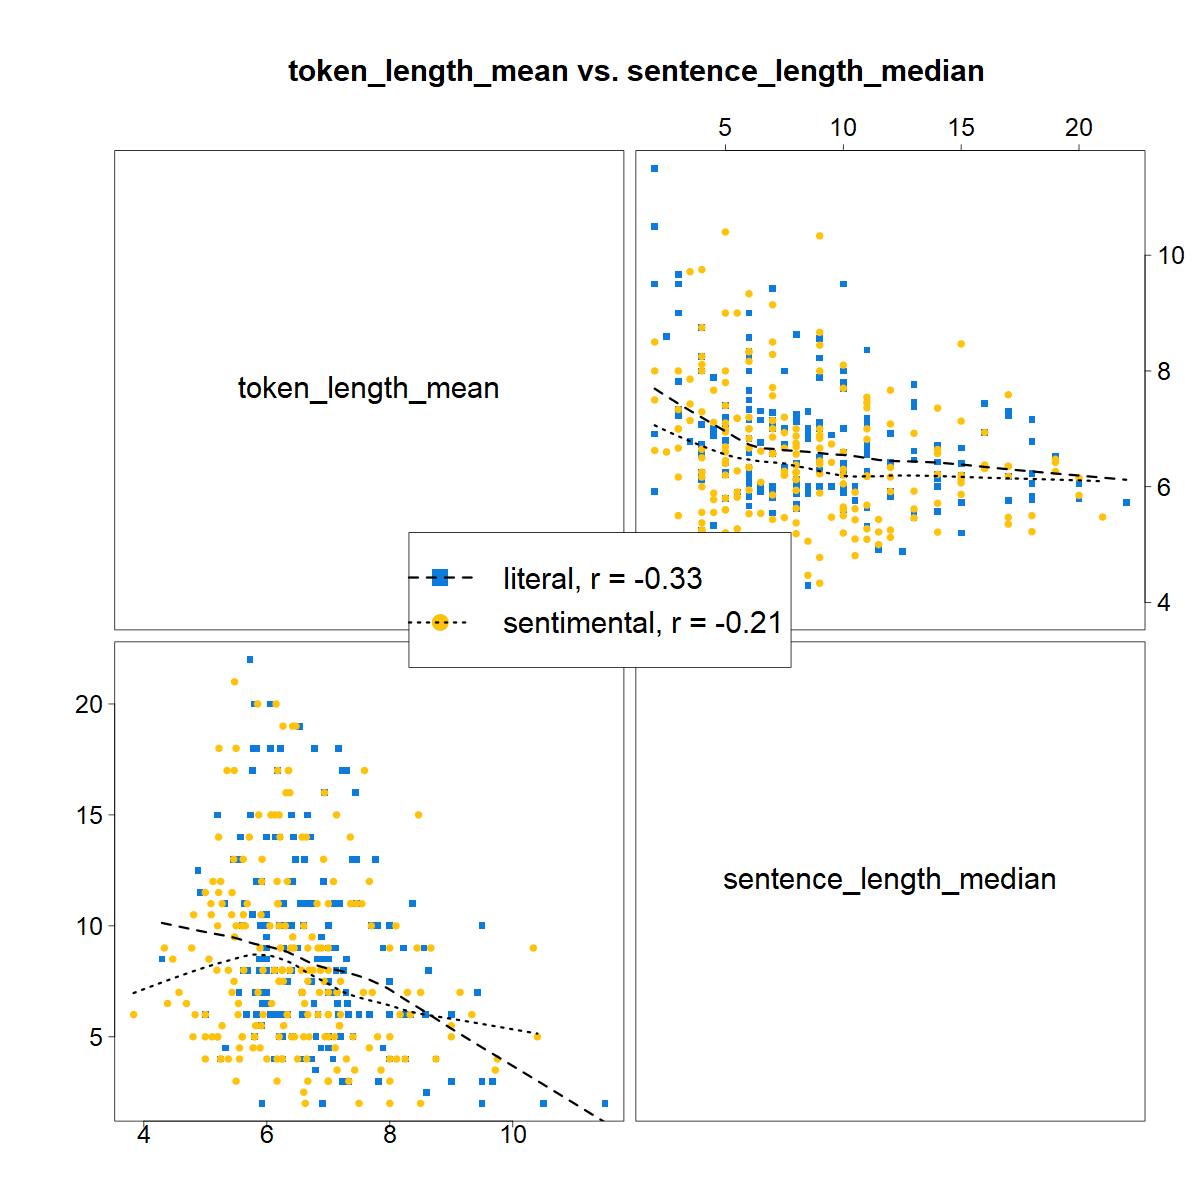 token_length_mean vs. sentence_length_median
5 10 15 20
token_length_mean
10
8
6
4
literal, r = -0.33
sentimental, r = -0.21
20
15
10
5
sentence_length_median
4 6 8 10